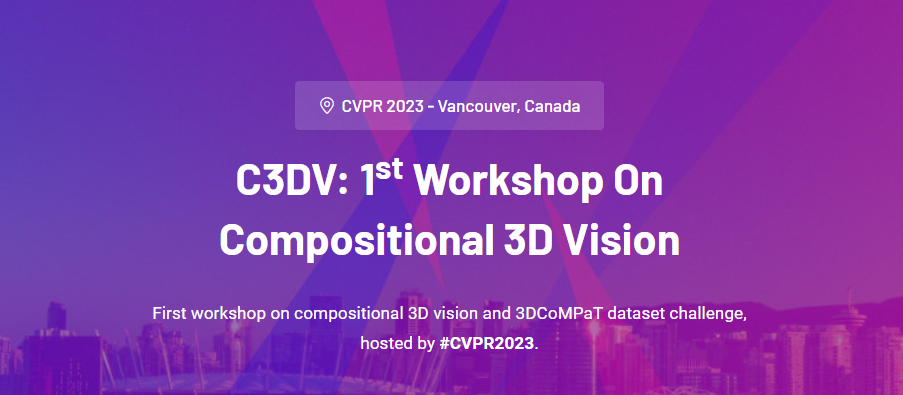 CVPR 2023 - Vancouver, Canada
C3DV: 1st Workshop On
Compositional 3D Vision
First workshop on compositional 3D vision and 3DCoMPaT dataset challenge,
hosted by #CVPR2023.